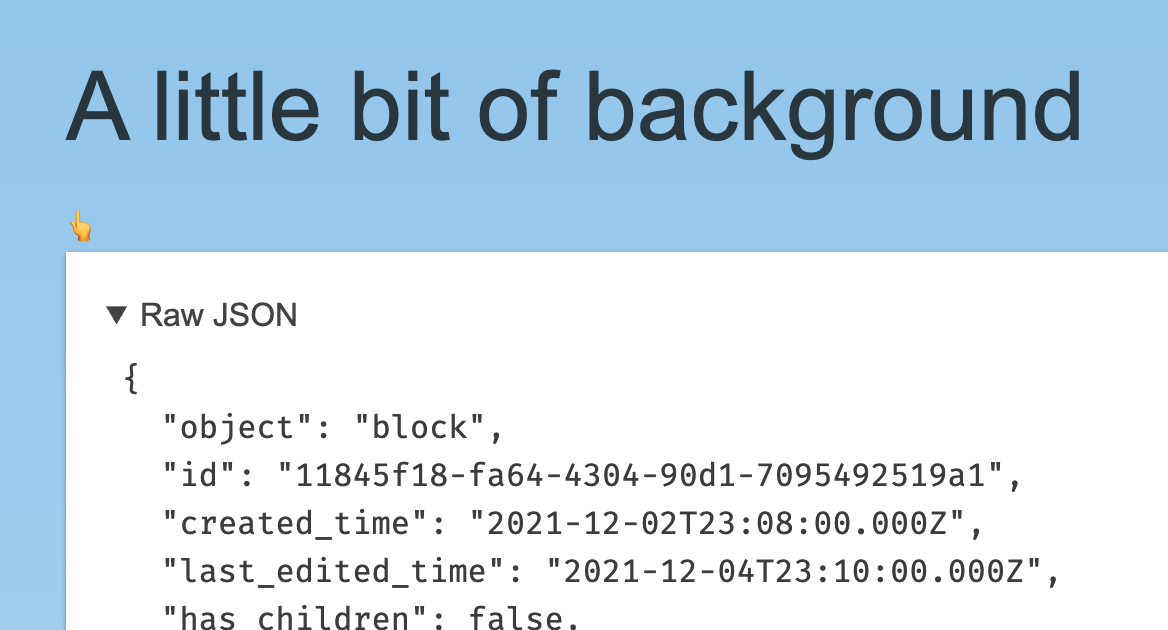 A little bit of background
👆
▼ Raw JSON
{
"object": "block",
"id": "11845f18-fa64-4304-90d1-7095492519a1",
"created_time": "2021-12-02T23:08:00.000Z",
"last_edited_time": "2021-12-04T23:10:00.000Z",
"has_children": false,